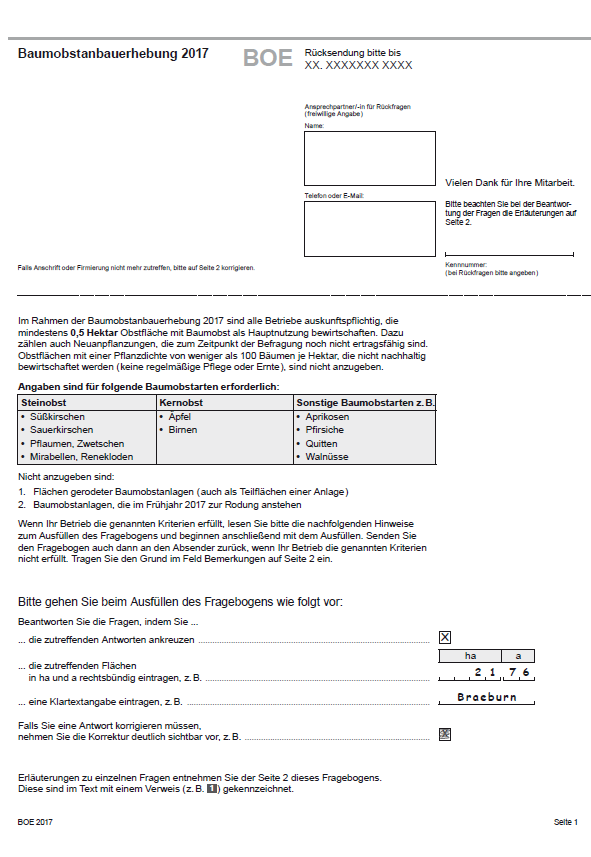 Baumobstanbauerhebung 2017
BOE
Rücksendung bitte bis
XX. XXXXXXX XXXX
Ansprechpartner/-in für Rückfragen
(freiwillige Angabe)
Name:
Telefon oder E-Mail:
Vielen Dank für Ihre Mitarbeit.
Bitte beachten Sie bei der Beantwor-
tung der Fragen die Erläuterungen auf
Seite 2.
Kennnummer:
(bei Rückfragen bitte angeben)
Falls Anschrift oder Firmierung nicht mehr zutreffen, bitte auf Seite 2 korrigieren.
Im Rahmen der Baumobstanbauerhebung 2017 sind alle Betriebe auskunftspflichtig, die
mindestens 0,5 Hektar Obstfläche mit Baumobst als Hauptnutzung bewirtschaften. Dazu
zählen auch Neuanpflanzungen, die zum Zeitpunkt der Befragung noch nicht ertragsfähig sind.
Obstflächen mit einer Pflanzdichte von weniger als 100 Bäumen je Hektar, die nicht nachhaltig
bewirtschaftet werden (keine regelmäßige Pflege oder Ernte), sind nicht anzugeben.
Angaben sind für folgende Baumobstarten erforderlich:
Steinobst Kernobst Sonstige Baumobstarten z. B.
• Süßkirschen • Äpfel • Aprikosen
• Sauerkirschen • Birnen • Pfirsiche
• Pflaumen, Zwetschen • Quitten
• Mirabellen, Renekloden • Walnüsse
Nicht anzugeben sind:
1. Flächen gerodeter Baumobstanlagen (auch als Teilflächen einer Anlage)
2. Baumobstanlagen, die im Frühjahr 2017 zur Rodung anstehen
Wenn Ihr Betrieb die genannten Kriterien erfüllt, lesen Sie bitte die nachfolgenden Hinweise
zum Ausfüllen des Fragebogens und beginnen anschließend mit dem Ausfüllen. Senden Sie
den Fragebogen auch dann an den Absender zurück, wenn Ihr Betrieb die genannten Kriterien
nicht erfüllt. Tragen Sie den Grund im Feld Bemerkungen auf Seite 2 ein.
Bitte gehen Sie beim Ausfüllen des Fragebogens wie folgt vor:
Beantworten Sie die Fragen, indem Sie ...
... die zutreffenden Antworten ankreuzen X
ha a
... die zutreffenden Flächen
in ha und a rechtsbündig eintragen, z. B. 2 1 7 6
... eine Klartextangabe eintragen, z. B. Braeburn
Falls Sie eine Antwort korrigieren müssen,
nehmen Sie die Korrektur deutlich sichtbar vor, z. B. X
Erläuterungen zu einzelnen Fragen entnehmen Sie der Seite 2 dieses Fragebogens.
Diese sind im Text mit einem Verweis (z. B. 1) gekennzeichnet.
BOE 2017
Seite 1